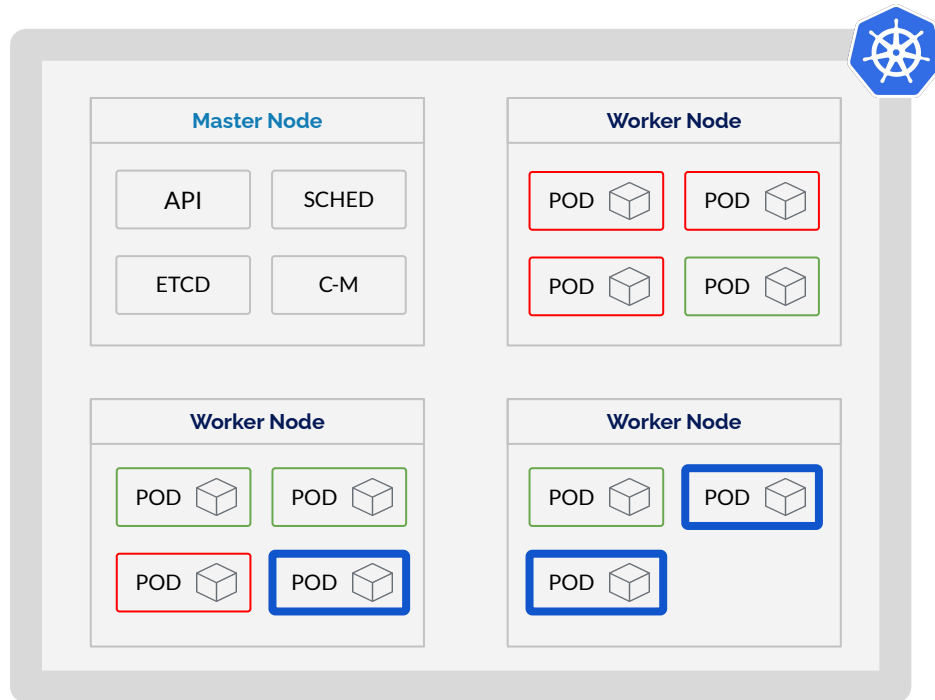 Master Node
API
SCHED
ETCD
C-M
Worker Node
POD
POD
POD
POD
Worker Node
POD
POD
POD
POD
Worker Node
POD
POD
POD